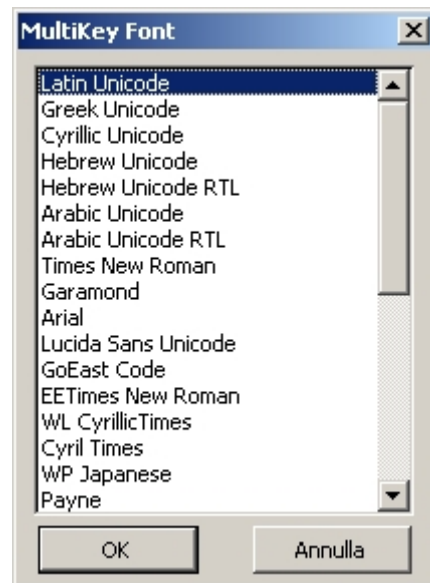 MultiKey Font
Latin Unicode
Greek Unicode
Cyrillic Unicode
Hebrew Unicode
Hebrew Unicode RTL
Arabic Unicode
Arabic Unicode RTL
Times New Roman
Garamond
Arial
Lucida Sans Unicode
GoEast Code
EETimes New Roman
WL CyrillicTimes
Cyril Times
WP Japanese
Payne
OK Annulla